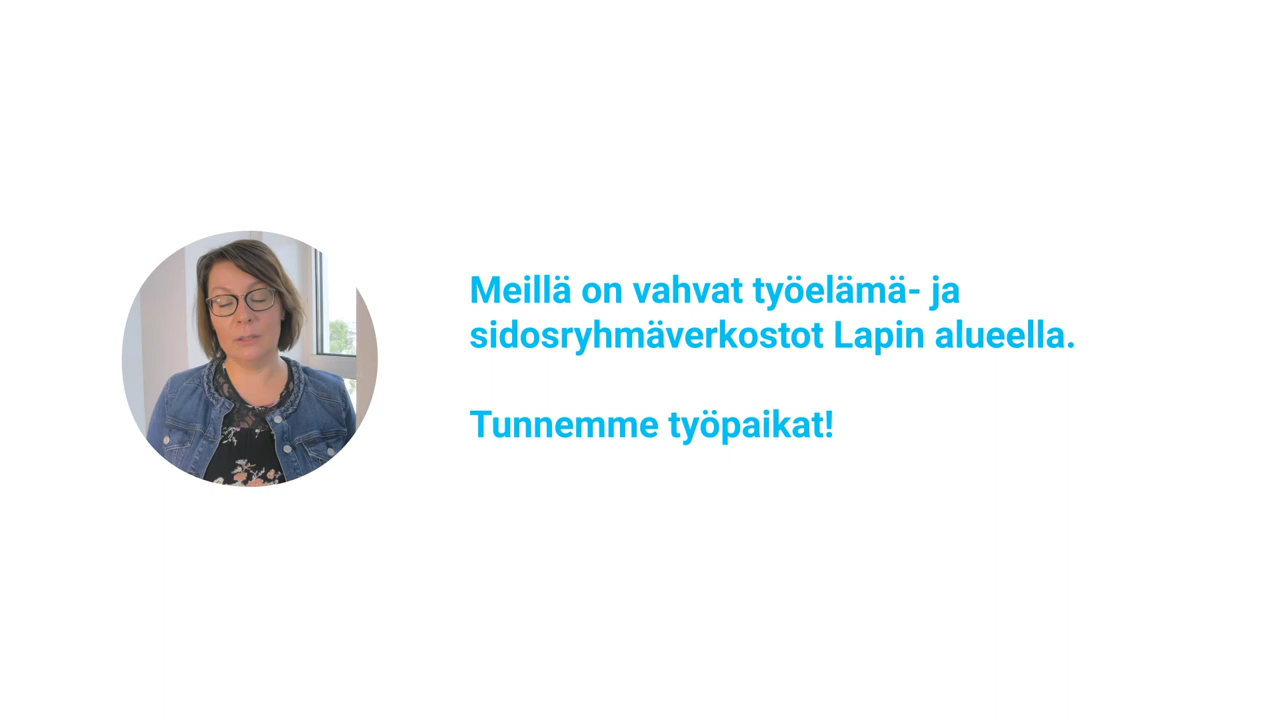 Meillä on vahvat työelämä- ja
sidosryhmäverkostot Lapin alueella.
Tunnemme työpaikat!